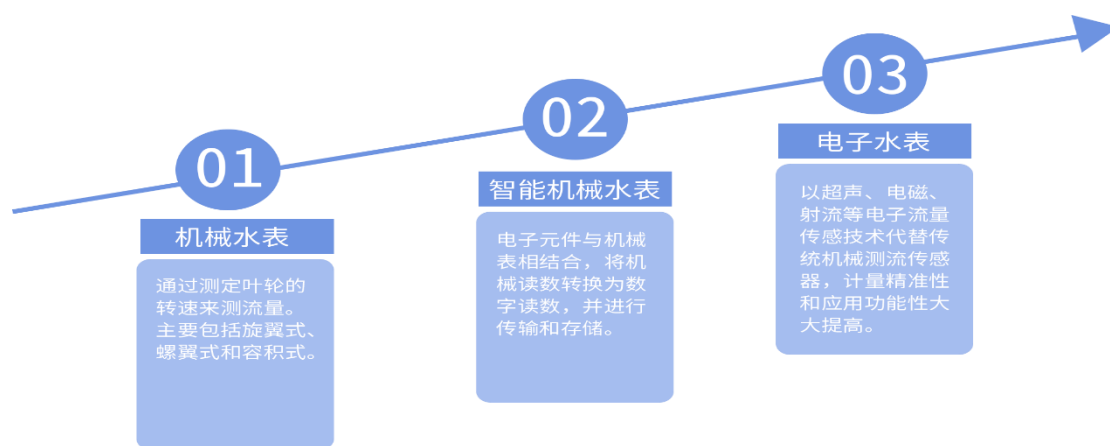 01
机械水表
通过测定叶轮的
转速来测流量。
主要包括旋翼式、
螺翼式和容积式。
02
智能机械水表
电子元件与机械
表相结合，将机
械读数转换为数
字读数，并进行
传输和存储。
03
电子水表
以超声、电磁、
射流等电子流量
传感技术代替传
统机械测流传感
器，计量精准性
和应用功能性大
大提高。